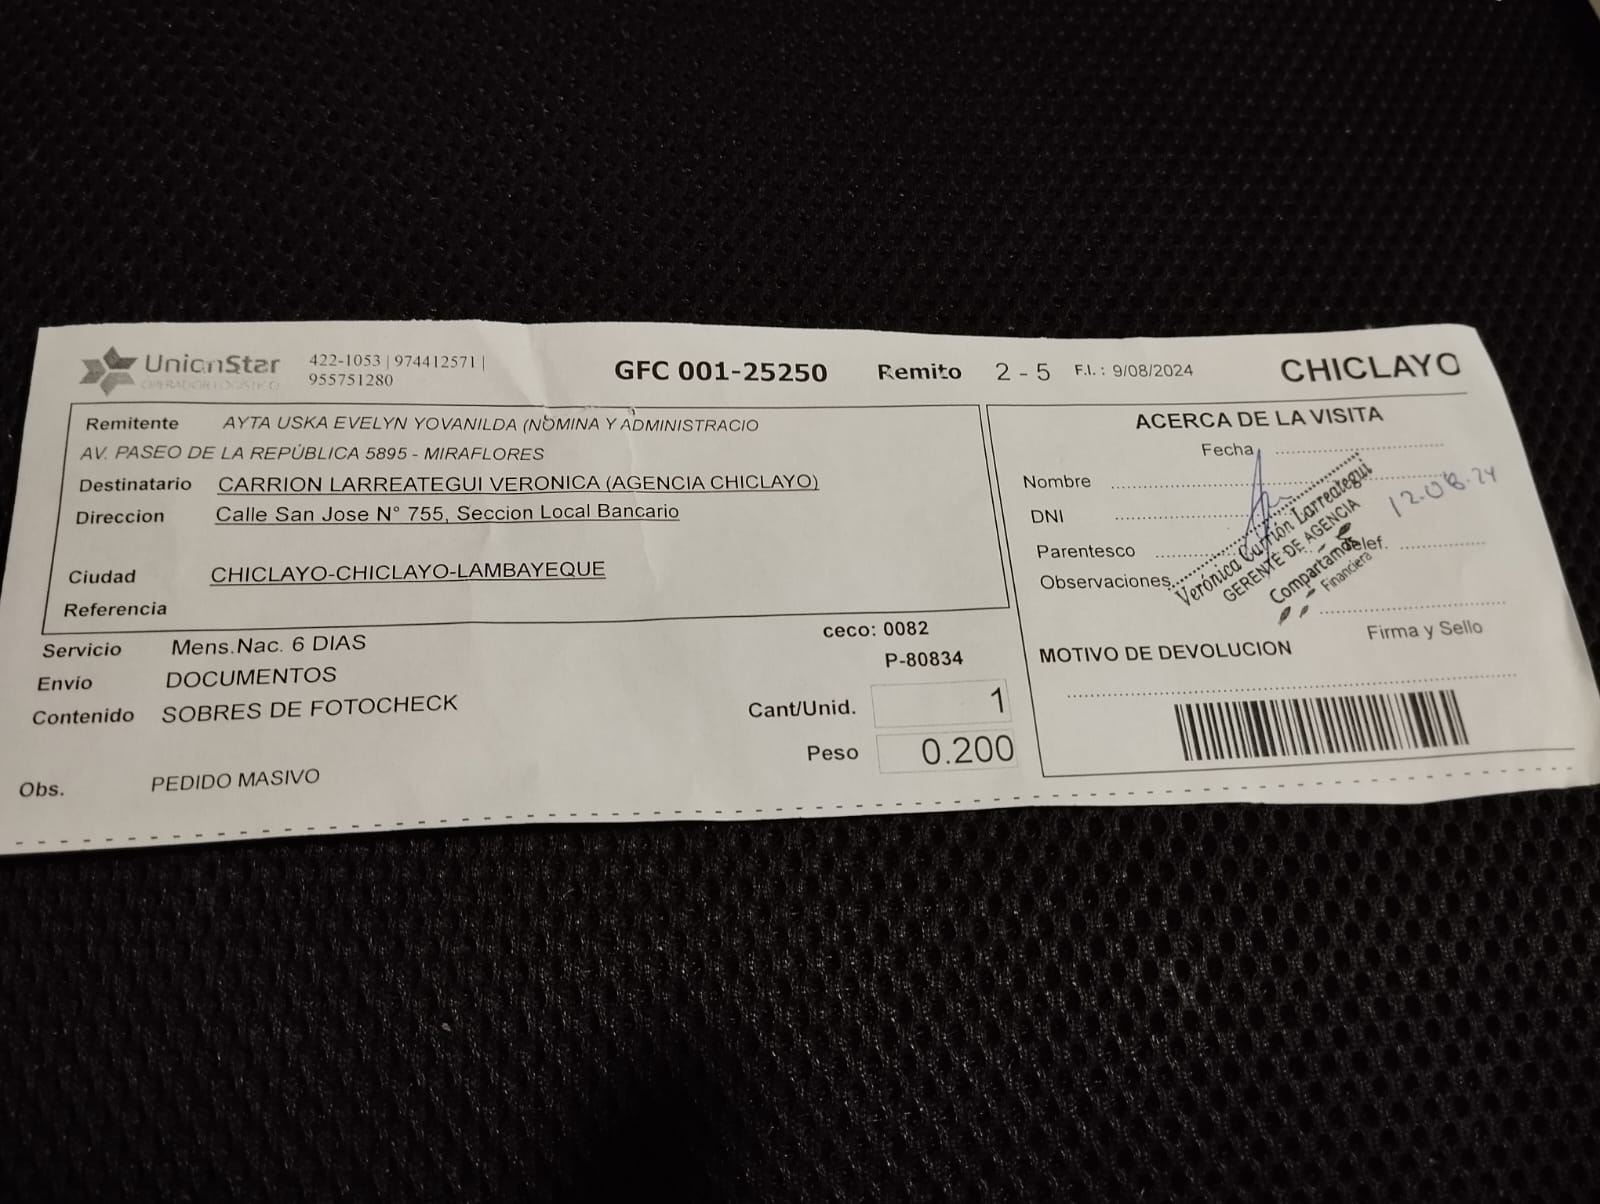 UnionStar
OPERADOR LOGÍSTICO
422-1053 | 974412571 |
955751280
GFC 001-25250
Remito 2 - 5
F.I. : 9/08/2024
CHICLAYO
Remitente AYTA USKA EVELYN YOVANILDA (NOMINA Y ADMINISTRACIO
AV. PASEO DE LA REPÚBLICA 5895 - MIRAFLORES
Destinatario CARRION LARREATEGUI VERONICA (AGENCIA CHICLAYO)
Direccion Calle San Jose N° 755, Seccion Local Bancario
Ciudad CHICLAYO-CHICLAYO-LAMBAYEQUE
Referencia
Servicio Mens.Nac. 6 DIAS
Envio DOCUMENTOS
Contenido SOBRES DE FOTOCHECK
Obs. PEDIDO MASIVO
ceco: 0082
P-80834
Cant/Unid. 1
Peso 0.200
ACERCA DE LA VISITA
Fecha
Nombre
DNI
Parentesco
Telef.
Observaciones
12.08.24
Verónica Carrión Larreategui
GERENTE DE AGENCIA
Compartamos
Financiera
Firma y Sello
MOTIVO DE DEVOLUCION